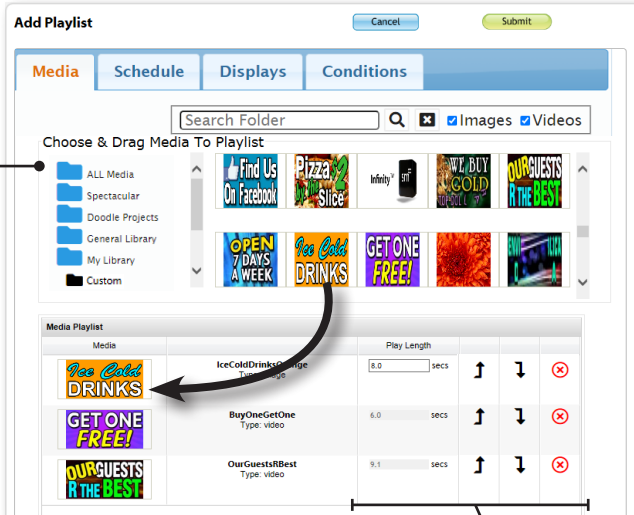 Add Playlist
Cancel
Submit
Media
Schedule
Displays
Conditions
Search Folder
Images
Videos
Choose & Drag Media To Playlist
ALL Media
Spectacular
Doodle Projects
General Library
My Library
Custom
Find Us
On Facebook
Pizza $2
Slice
Infinity™
sm
WE BUY
GOLD
OUR GUESTS
R THE BEST
OPEN
7 DAYS
A WEEK
Ice Cold
DRINKS
GET ONE
FREE!
Media Playlist
Media
Play Length
Ice Cold
DRINKS
8.0 secs
GET ONE
FREE!
BuyOneGetOne
Type: video
6.0 secs
OUR GUESTS
R THE BEST
OurGuestsRBest
Type: video
9.1 secs